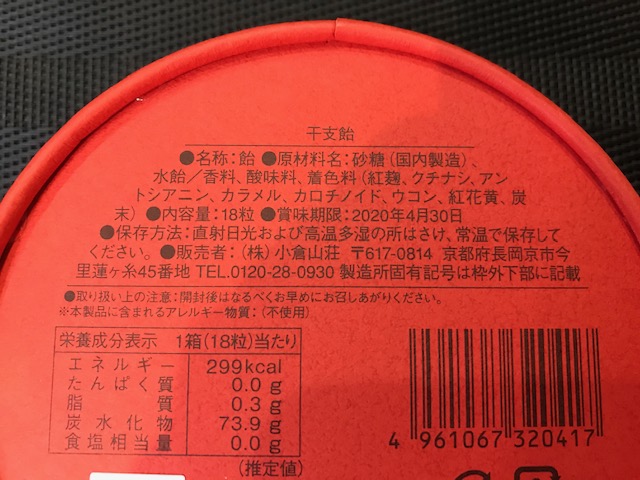 干支飴
●名称:飴 ●原材料名:砂糖(国内製造)、
水飴/香料、酸味料、着色料(紅麹、クチナシ、アン
トシアニン、カラメル、カロチノイド、ウコン、紅花黄、炭
末) ●内容量:18粒 ●賞味期限:2020年4月30日
●保存方法:直射日光および高温多湿の所はさけ、常温で保存して
ください。●販売者:(株)小倉山荘 〒617-0814 京都府長岡京市今
里蓮ヶ糸45番地 TEL.0120-28-0930 製造所固有記号は枠外下部に記載
●取り扱い上の注意:開封後はなるべくお早めにお召しあがりください。
※本製品に含まれるアレルギー物質:(不使用)
栄養成分表示 1箱(18粒)当たり
エネルギー 299kcal
たんぱく質 0.0g
脂質 0.3g
炭水化物 73.9g
食塩相当量 0.0g
(推定値)
4 961067 320417